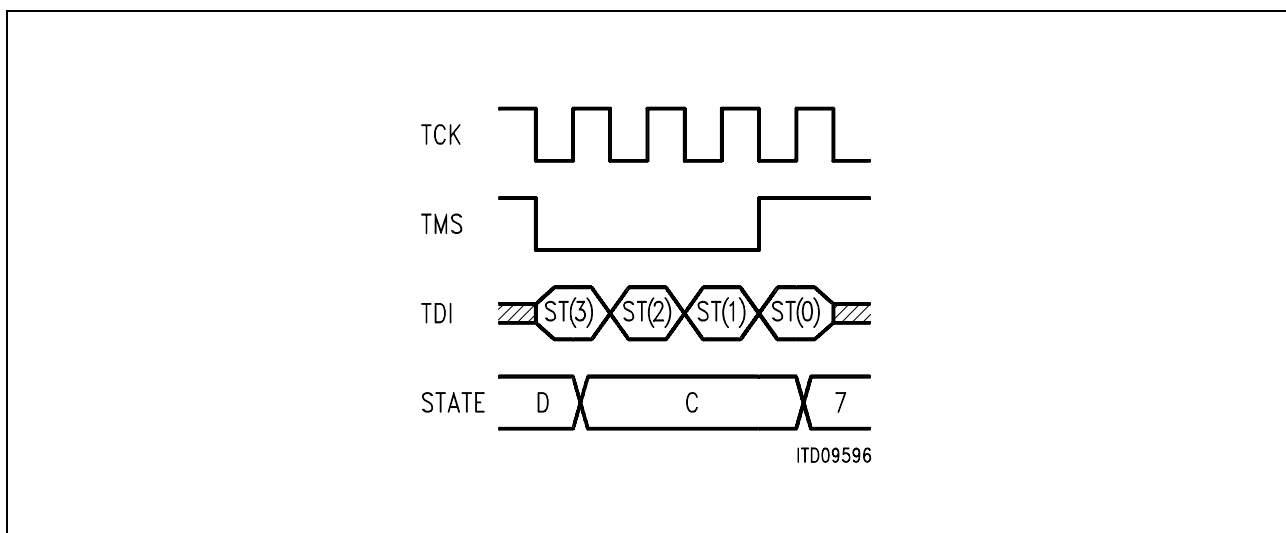 TCK
TMS
TDI ST(3) ST(2) ST(1) ST(0)
STATE D C 7
ITD09596